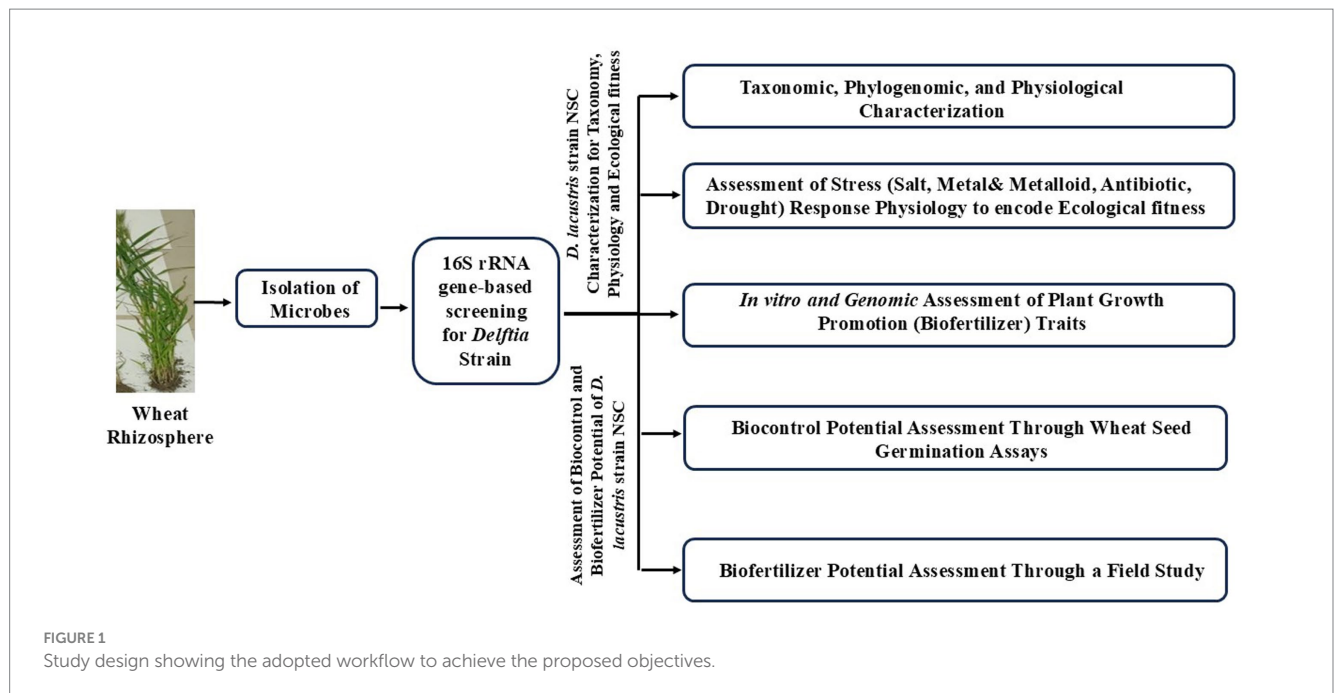 Wheat
Rhizosphere
Isolation of
Microbes
16S rRNA
gene-based
screening
for Delftia
Strain
D. lacustris strain NSC
Characterization for Taxonomy,
Physiology and Ecological fitness
Assessment of Biocontrol and
Biofertilizer Potential of D.
lacustris strain NSC
Taxonomic, Phylogenomic, and Physiological
Characterization
Assessment of Stress (Salt, Metal& Metalloid, Antibiotic,
Drought) Response Physiology to encode Ecological fitness
In vitro and Genomic Assessment of Plant Growth
Promotion (Biofertilizer) Traits
Biocontrol Potential Assessment Through Wheat Seed
Germination Assays
Biofertilizer Potential Assessment Through a Field Study
FIGURE 1
Study design showing the adopted workflow to achieve the proposed objectives.